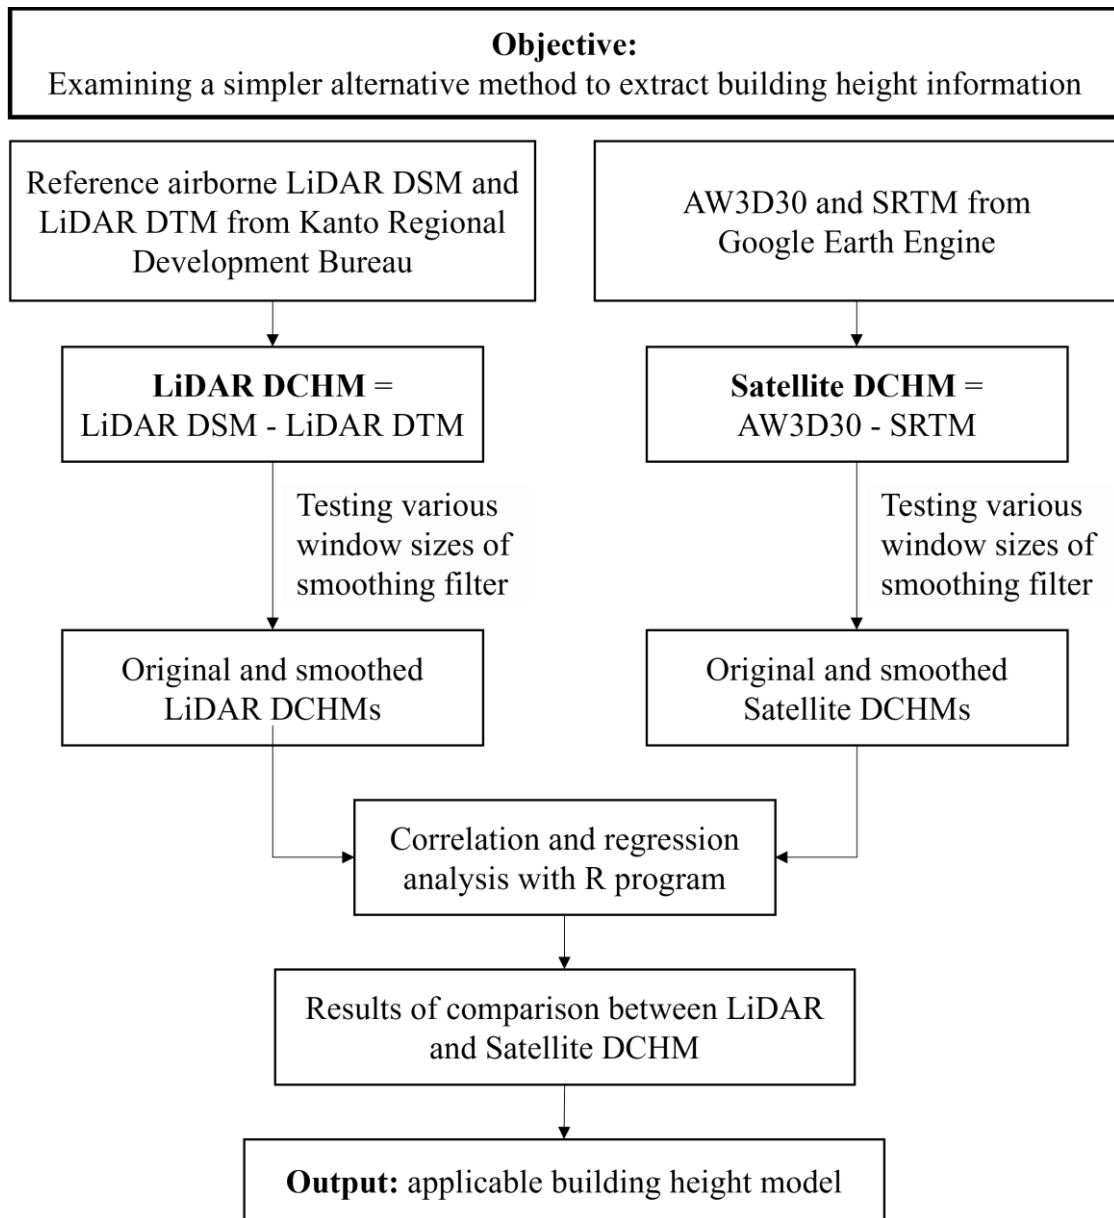 Objective:
Examining a simpler alternative method to extract building height information
Reference airborne LiDAR DSM and
LiDAR DTM from Kanto Regional
Development Bureau
AW3D30 and SRTM from
Google Earth Engine
LiDAR DCHM =
LiDAR DSM - LiDAR DTM
Satellite DCHM =
AW3D30 - SRTM
Testing various
window sizes of
smoothing filter
Testing various
window sizes of
smoothing filter
Original and smoothed
LiDAR DCHMs
Original and smoothed
Satellite DCHMs
Correlation and regression
analysis with R program
Results of comparison between LiDAR
and Satellite DCHM
Output: applicable building height model